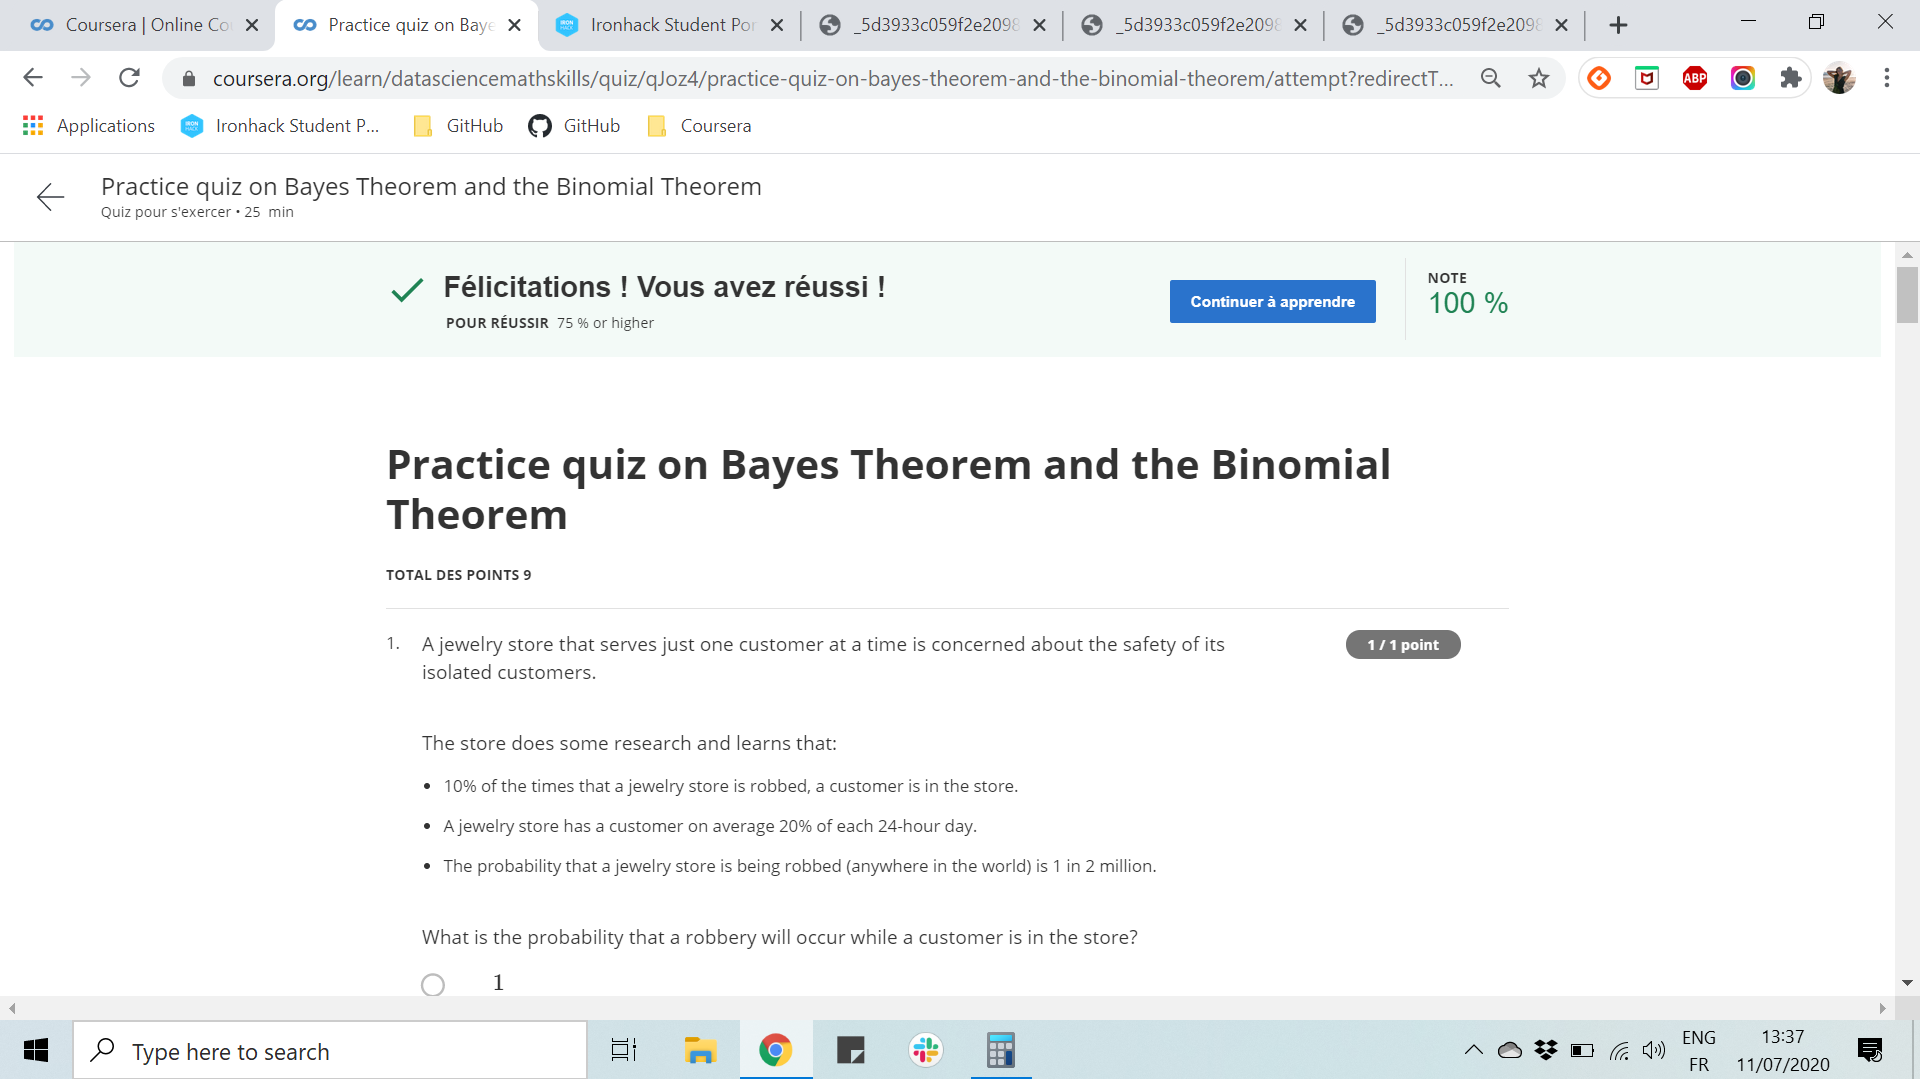 Coursera | Online Co
Practice quiz on Baye
Ironhack Student Por
_5d3933c059f2e2098
_5d3933c059f2e2098
_5d3933c059f2e2098
coursera.org/learn/datasciencemathskills/quiz/qJoz4/practice-quiz-on-bayes-theorem-and-the-binomial-theorem/attempt?redirectT...
ABP
Applications
Ironhack Student P...
GitHub
GitHub
Coursera
Practice quiz on Bayes Theorem and the Binomial Theorem
Quiz pour s'exercer • 25 min
Félicitations ! Vous avez réussi !
POUR RÉUSSIR 75 % or higher
Continuer à apprendre
NOTE
100 %
Practice quiz on Bayes Theorem and the Binomial
Theorem
TOTAL DES POINTS 9
1. A jewelry store that serves just one customer at a time is concerned about the safety of its
isolated customers.
1 / 1 point
The store does some research and learns that:
• 10% of the times that a jewelry store is robbed, a customer is in the store.
• A jewelry store has a customer on average 20% of each 24-hour day.
• The probability that a jewelry store is being robbed (anywhere in the world) is 1 in 2 million.
What is the probability that a robbery will occur while a customer is in the store?
1
Type here to search
ENG
FR
13:37
11/07/2020